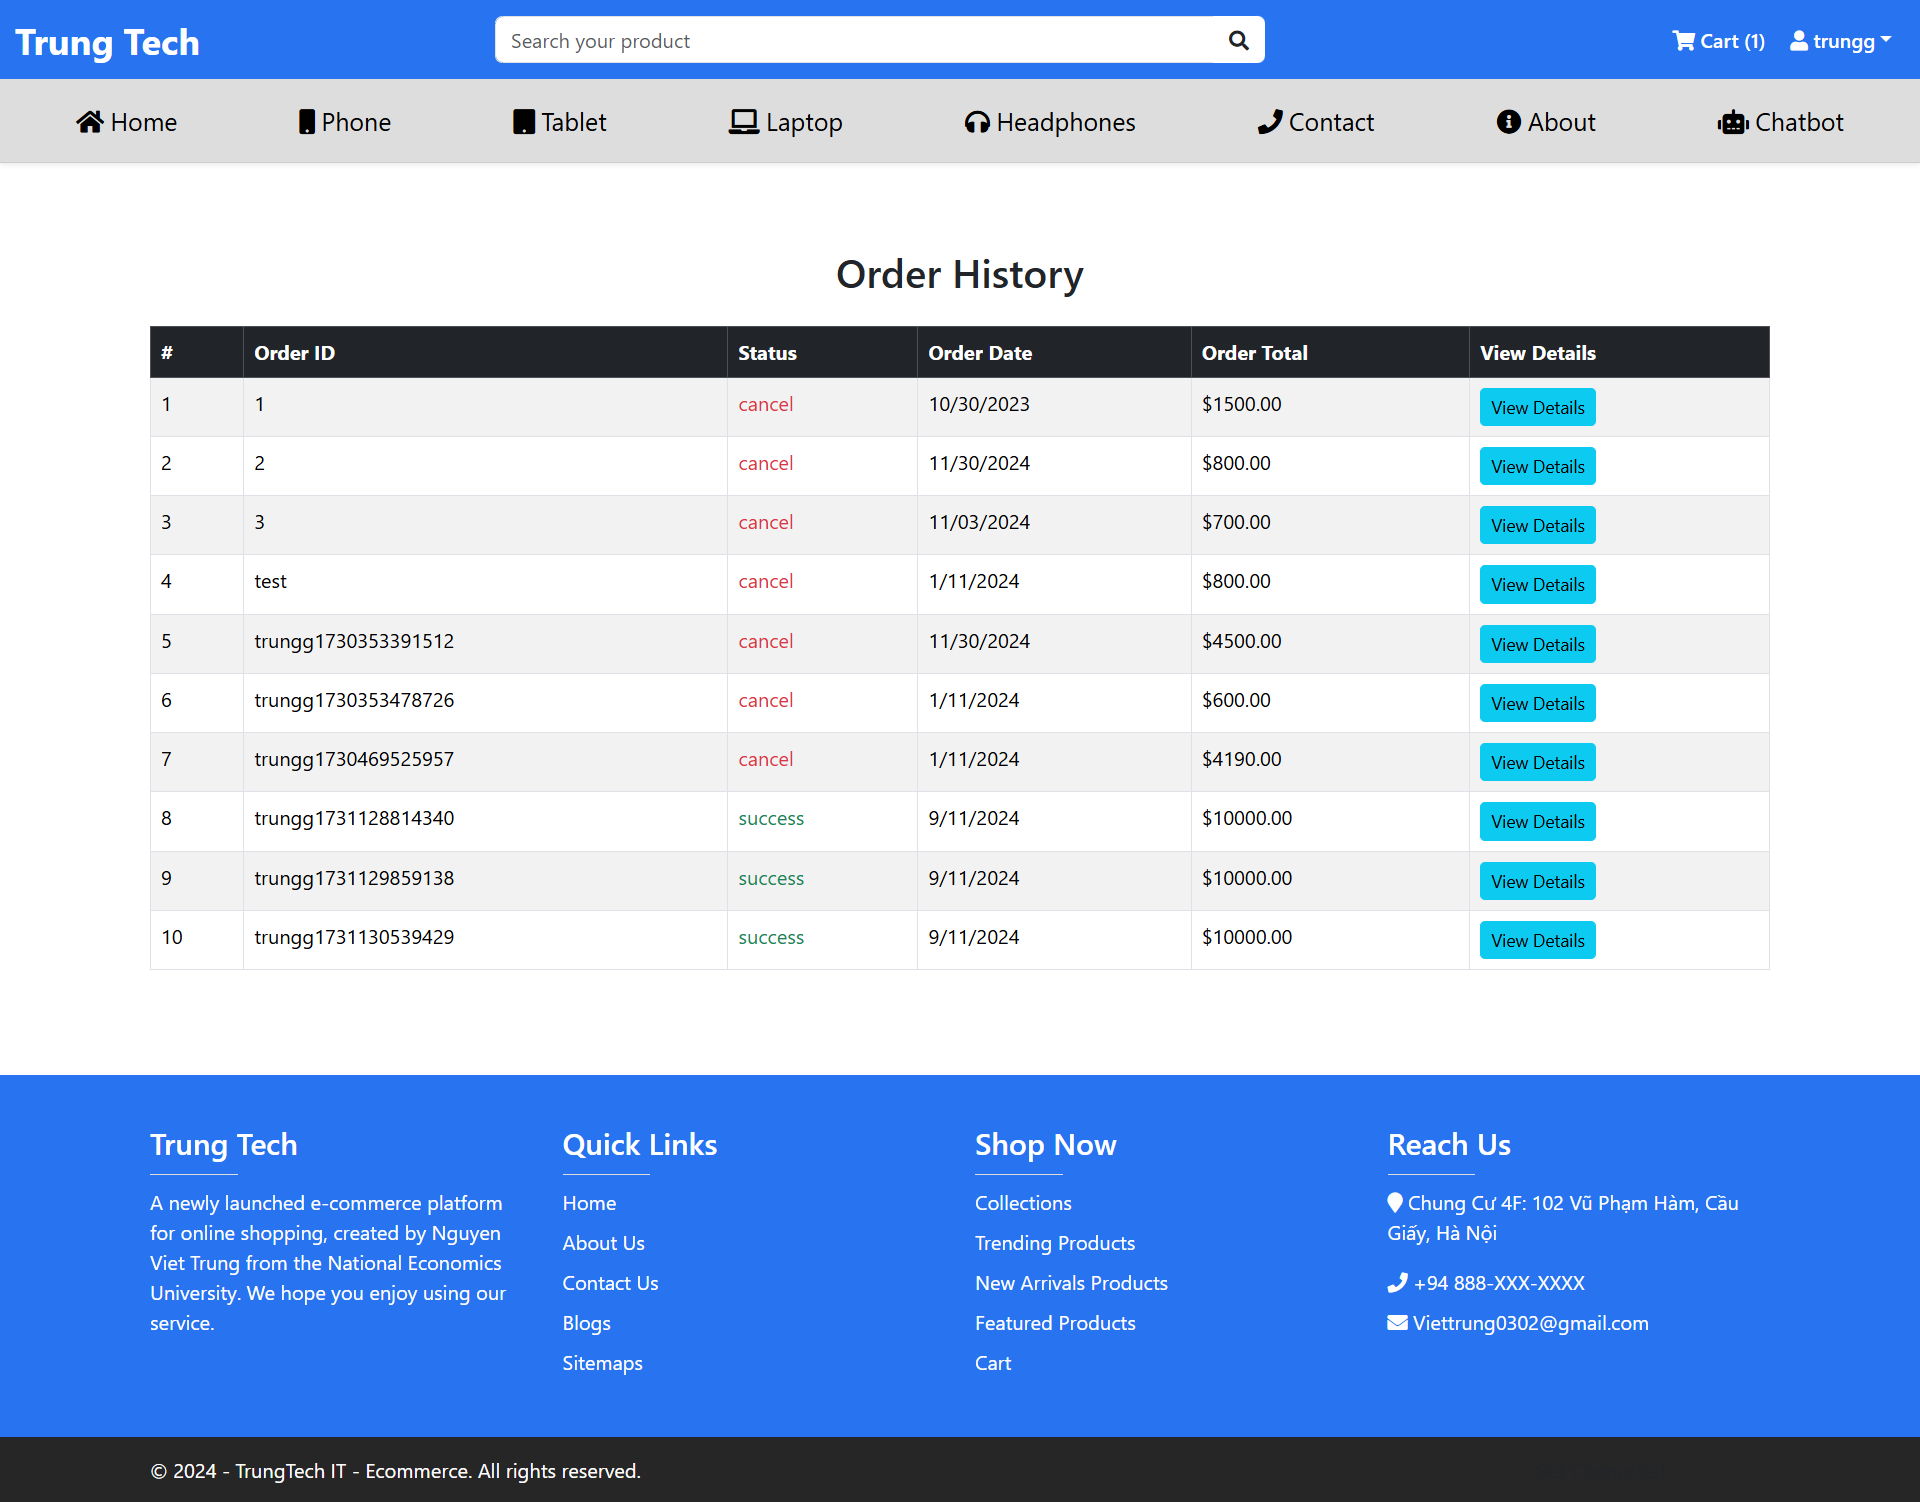 Trung Tech
Search your product
Cart (1)
trungg
Home
Phone
Tablet
Laptop
Headphones
Contact
About
Chatbot
Order History
# Order ID Status Order Date Order Total View Details
1 1 cancel 10/30/2023 $1500.00 View Details
2 2 cancel 11/30/2024 $800.00 View Details
3 3 cancel 11/03/2024 $700.00 View Details
4 test cancel 1/11/2024 $800.00 View Details
5 trungg1730353391512 cancel 11/30/2024 $4500.00 View Details
6 trungg1730353478726 cancel 1/11/2024 $600.00 View Details
7 trungg1730469525957 cancel 1/11/2024 $4190.00 View Details
8 trungg1731128814340 success 9/11/2024 $10000.00 View Details
9 trungg1731129859138 success 9/11/2024 $10000.00 View Details
10 trungg1731130539429 success 9/11/2024 $10000.00 View Details
Trung Tech
A newly launched e-commerce platform
for online shopping, created by Nguyen
Viet Trung from the National Economics
University. We hope you enjoy using our
service.
Quick Links
Home
About Us
Contact Us
Blogs
Sitemaps
Shop Now
Collections
Trending Products
New Arrivals Products
Featured Products
Cart
Reach Us
Chung Cư 4F: 102 Vũ Phạm Hàm, Cầu
Giấy, Hà Nội
+94 888-XXX-XXXX
Viettrung0302@gmail.com
© 2024 - TrungTech IT - Ecommerce. All rights reserved.